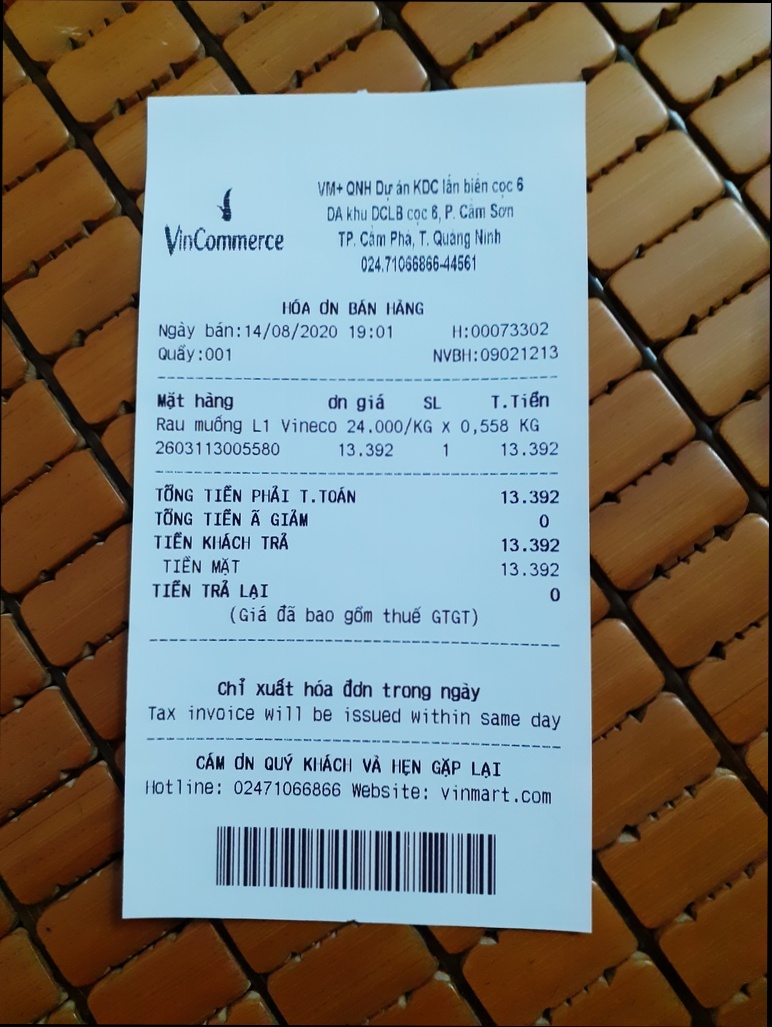 VinCommerce
VM+ QNH Dự án KDC lấn biển cọc 6
DA khu DCLB cọc 6, P. Cẩm Sơn
TP. Cẩm Phả, T. Quảng Ninh
024.71066866-44561
HÓA ƠN BÁN HÀNG
Ngày bán:14/08/2020 19:01 H:00073302
Quầy:001 NVBH:09021213
Mặt hàng ơn giá SL T.Tiền
Rau muống L1 Vineco 24.000/KG X 0,558 KG
2603113005580 13.392 1 13.392
TỔNG TIỀN PHẢI T.TOÁN 13.392
TỔNG TIỀN Ã GIẢM 0
TIỀN KHÁCH TRẢ 13.392
TIỀN MẶT 13.392
TIỀN TRẢ LẠI 0
(Giá đã bao gồm thuế GTGT)
Chỉ xuất hóa đơn trong ngày
Tax invoice will be issued within same day
CÁM ƠN QUÝ KHÁCH VÀ HẸN GẶP LẠI
Hotline: 02471066866 Website: vinmart.com